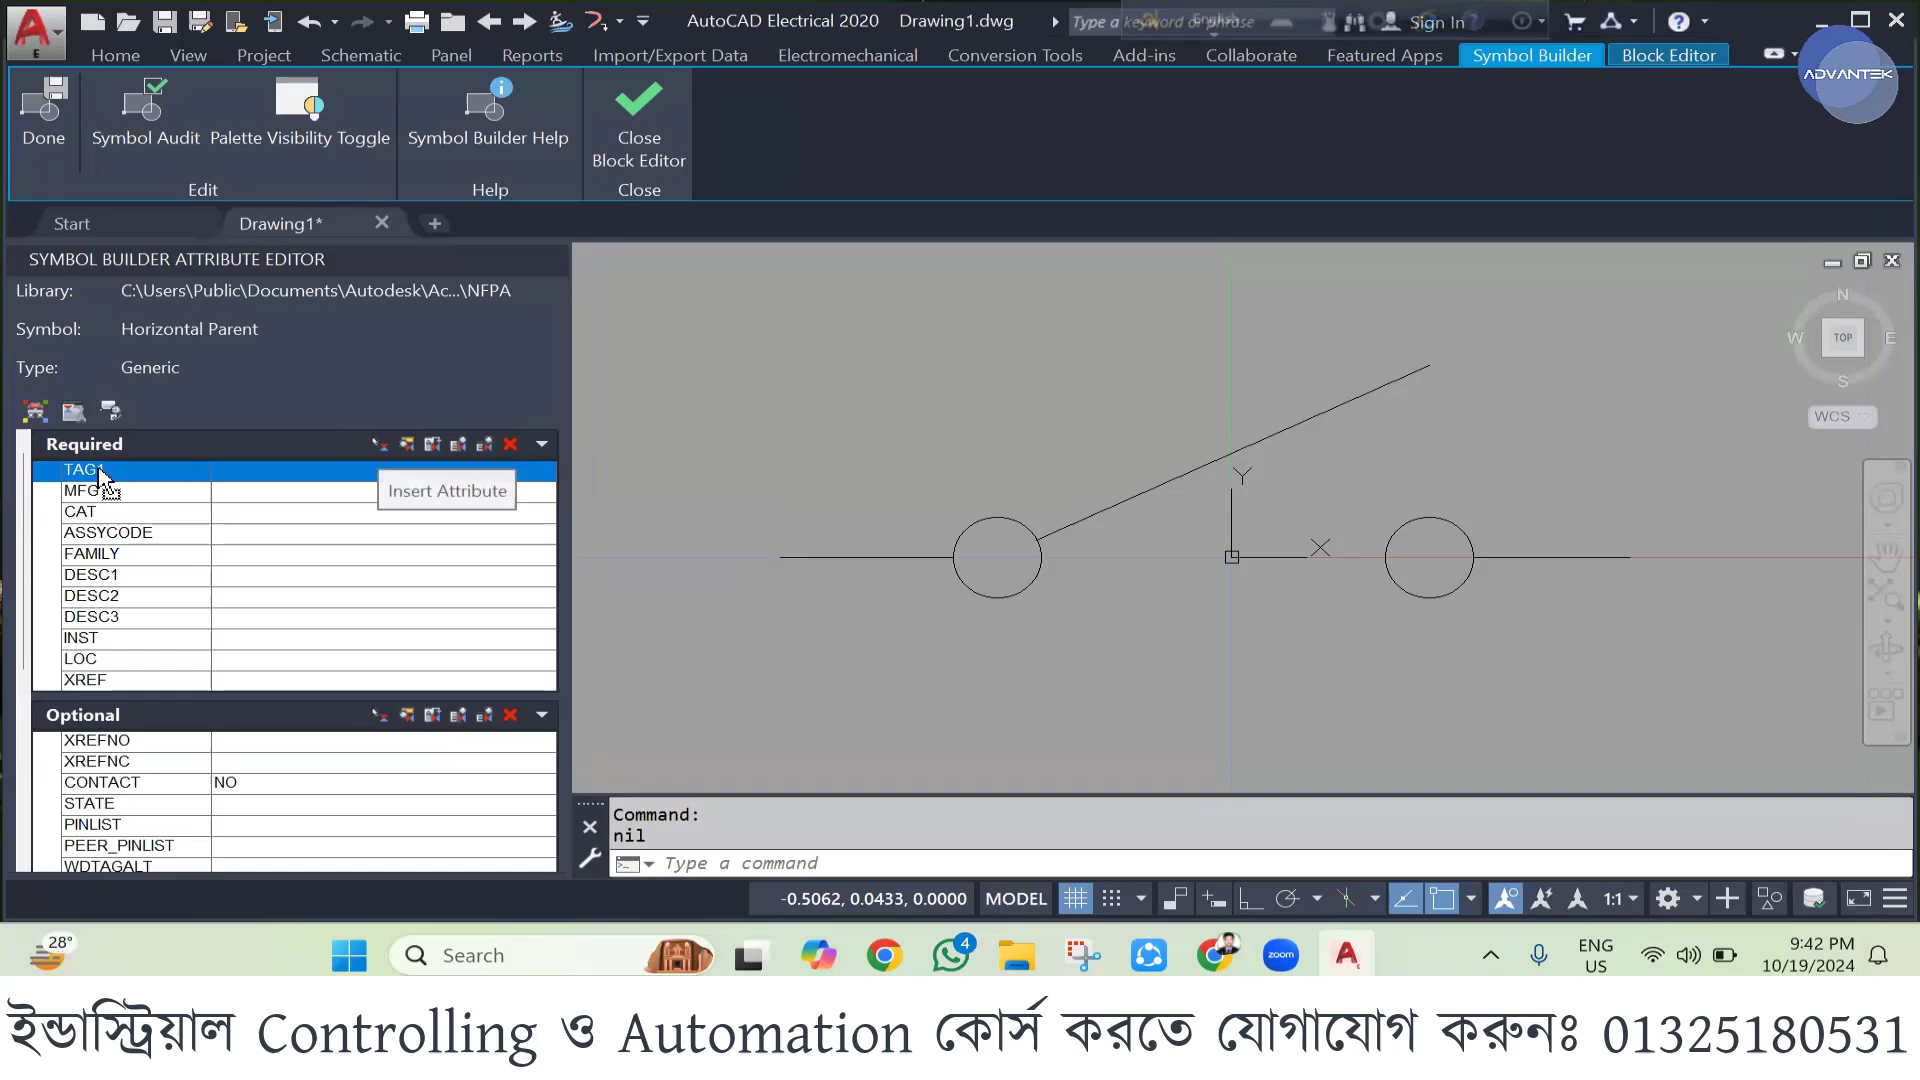 AutoCAD Electrical 2020 Drawing1.dwg
Type a keyword or phrase
Sign In
Home View Project Schematic Panel Reports Import/Export Data Electromechanical Conversion Tools Add-ins Collaborate Featured Apps Symbol Builder Block Editor
ADVANTEK
Done Symbol Audit Palette Visibility Toggle Symbol Builder Help Close
Block Editor
Edit Help Close
Start Drawing1*
SYMBOL BUILDER ATTRIBUTE EDITOR
Library: C:\Users\Public\Documents\Autodesk\Ac...\NFPA
Symbol: Horizontal Parent
Type: Generic
Required
TAG1
MFG
Insert Attribute
CAT
ASSYCODE
FAMILY
DESC1
DESC2
DESC3
INST
LOC
XREF
Optional
XREFNO
XREFNC
CONTACT NO
STATE
PINLIST
PEER_PINLIST
WDTAGALT
N
W TOP E
S
WCS
Y
X
Command:
nil
Type a command
-0.5062, 0.0433, 0.0000 MODEL 1:1
28°
Search
4
zoom
ENG
US
9:42 PM
10/19/2024
ইন্ডাস্ট্রিয়াল Controlling ও Automation কোর্স করতে যোগাযোগ করুনঃ 01325180531